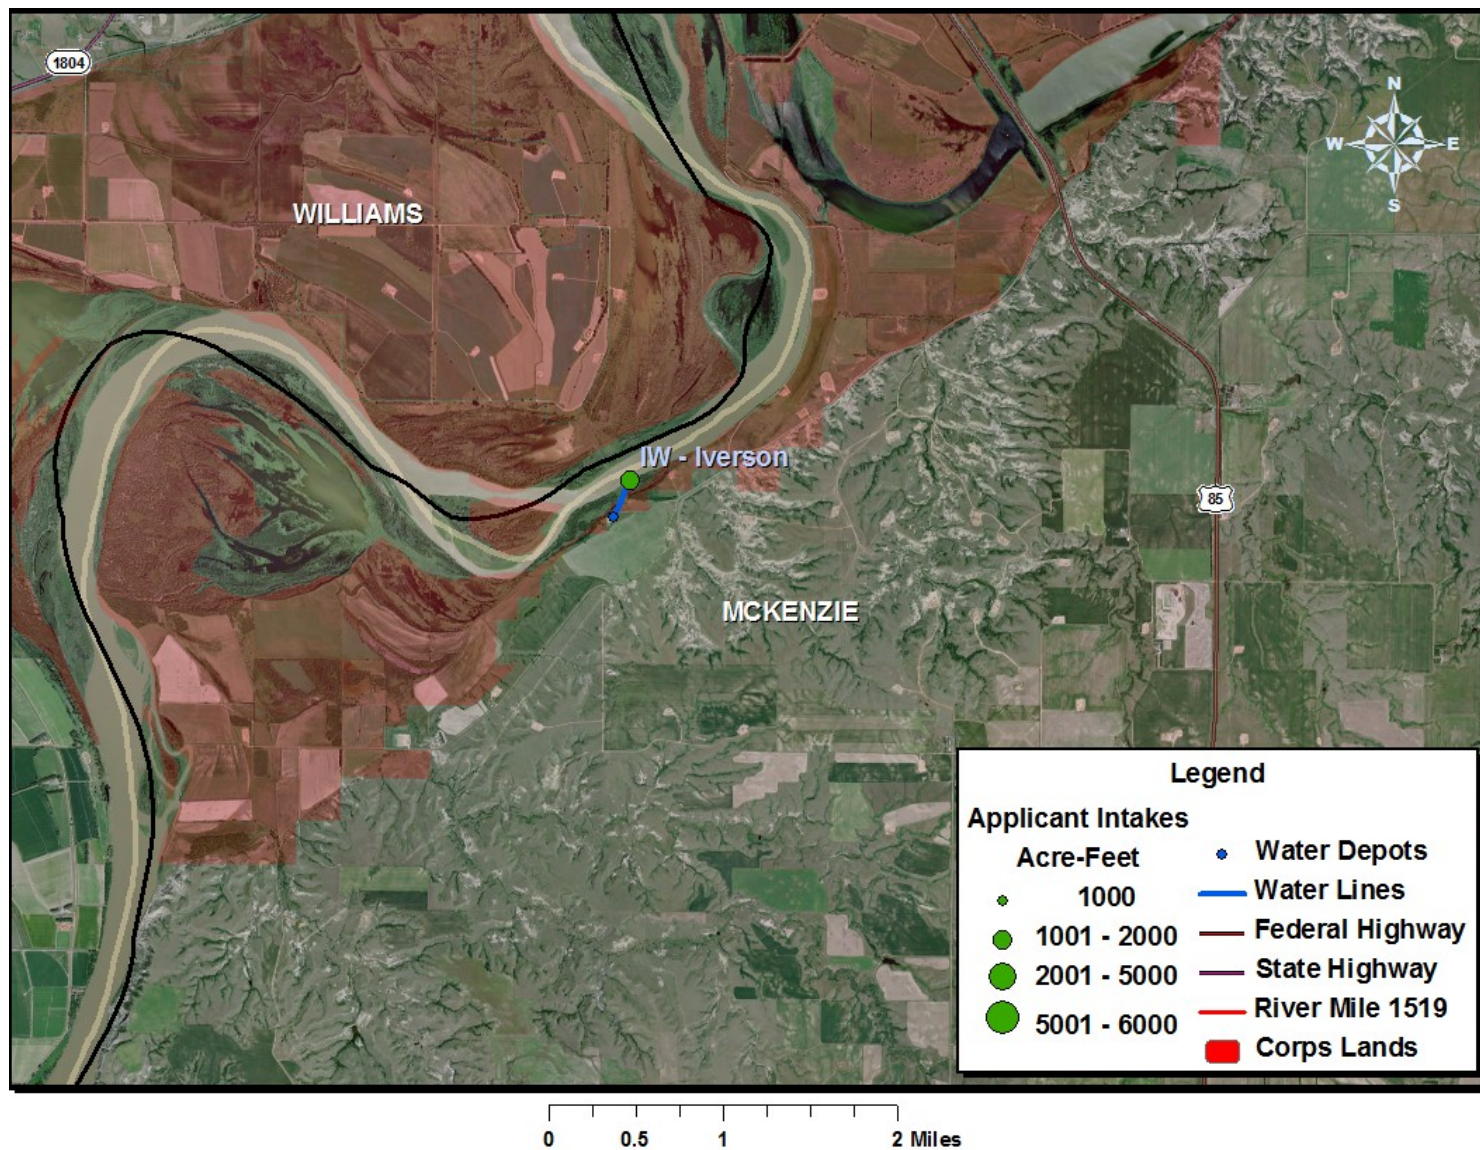 1804
N
W E
S
WILLIAMS
IW - Iverson
85
MCKENZIE
Legend
Applicant Intakes
Acre-Feet
1000
1001 - 2000
2001 - 5000
5001 - 6000
Water Depots
Water Lines
Federal Highway
State Highway
River Mile 1519
Corps Lands
0 0.5 1 2 Miles